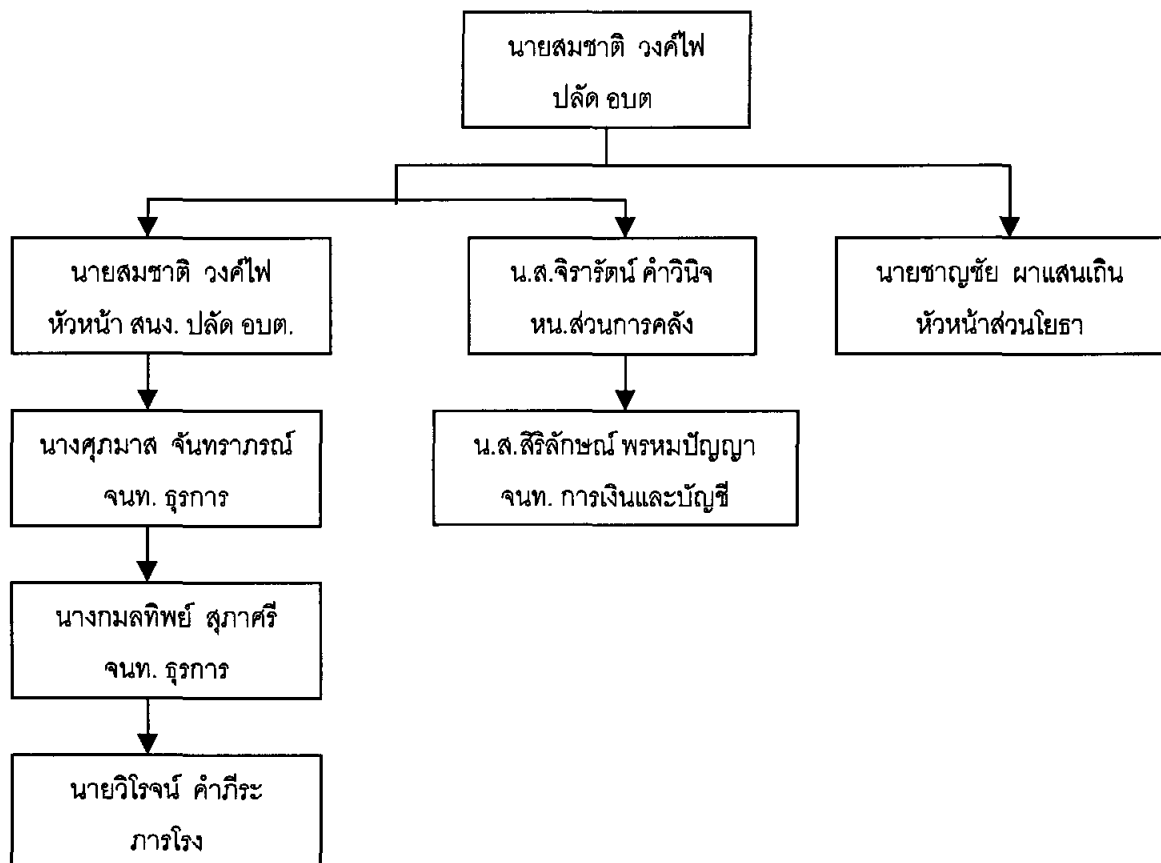 นายสมชาติ วงค์ไฟ
ปลัด อบต
นายสมชาติ วงค์ไฟ
หัวหน้า สนง. ปลัด อบต.
น.ส.จิรารัตน์ คำวินิจ
หน.ส่วนการคลัง
นายชาญชัย ผาแสนเถิน
หัวหน้าส่วนโยธา
นางศุภมาส จันทราภรณ์
จนท. ธุรการ
น.ส.สิริลักษณ์ พรหมปัญญา
จนท. การเงินและบัญชี
นางกมลทิพย์ สุภาศรี
จนท. ธุรการ
นายวิโรจน์ คำภีระ
ภารโรง